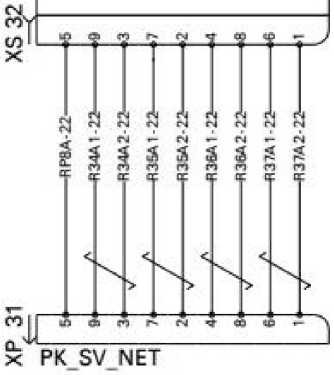 XS 32
5 9 3 7 2 4 8 6 1
RP8A-22
R34A1-22
R34A2-22
R35A1-22
R35A2-22
R36A1-22
R36A2-22
R37A1-22
R37A2-22
5 9 3 7 2 4 8 6 1
XP 31
PK_SV_NET